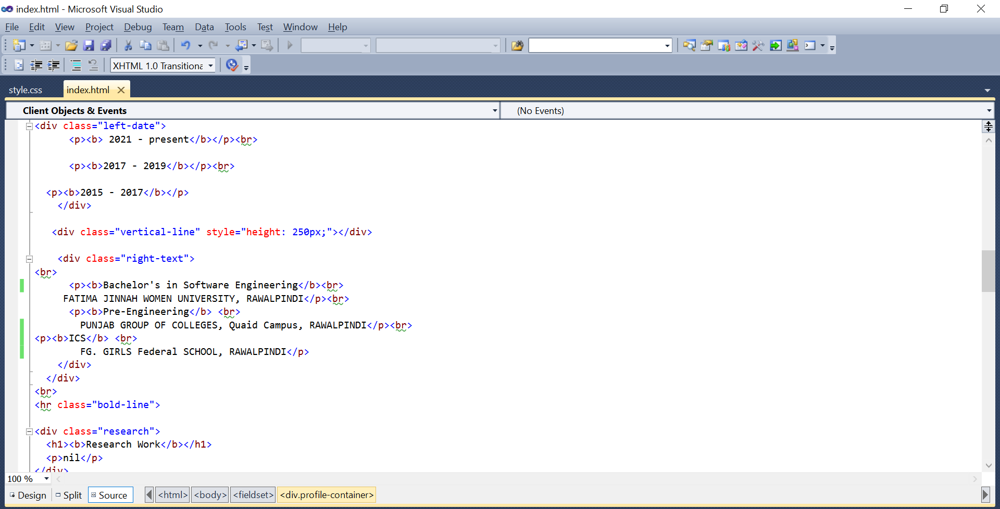 index.html - Microsoft Visual Studio
File Edit View Project Debug Team Data Tools Test Window Help
XHTML 1.0 Transitiona
style.css index.html
Client Objects & Events (No Events)
<div class="left-date">
<p><b> 2021 - present</b></p><br>
<p><b>2017 - 2019</b></p><br>
<p><b>2015 - 2017</b></p>
</div>
<div class="vertical-line" style="height: 250px;"></div>
<div class="right-text">
<br>
<p><b>Bachelor's in Software Engineering</b><br>
FATIMA JINNAH WOMEN UNIVERSITY, RAWALPINDI</p><br>
<p><b>Pre-Engineering</b> <br>
PUNJAB GROUP OF COLLEGES, Quaid Campus, RAWALPINDI</p><br>
<p><b>ICS</b> <br>
FG. GIRLS Federal SCHOOL, RAWALPINDI</p>
</div>
</div>
<br>
<hr class="bold-line">
<div class="research">
<h1><b>Research Work</b></h1>
<p>nil</p>
</div>
100 %
Design Split Source <html> <body> <fieldset> <div.profile-container>